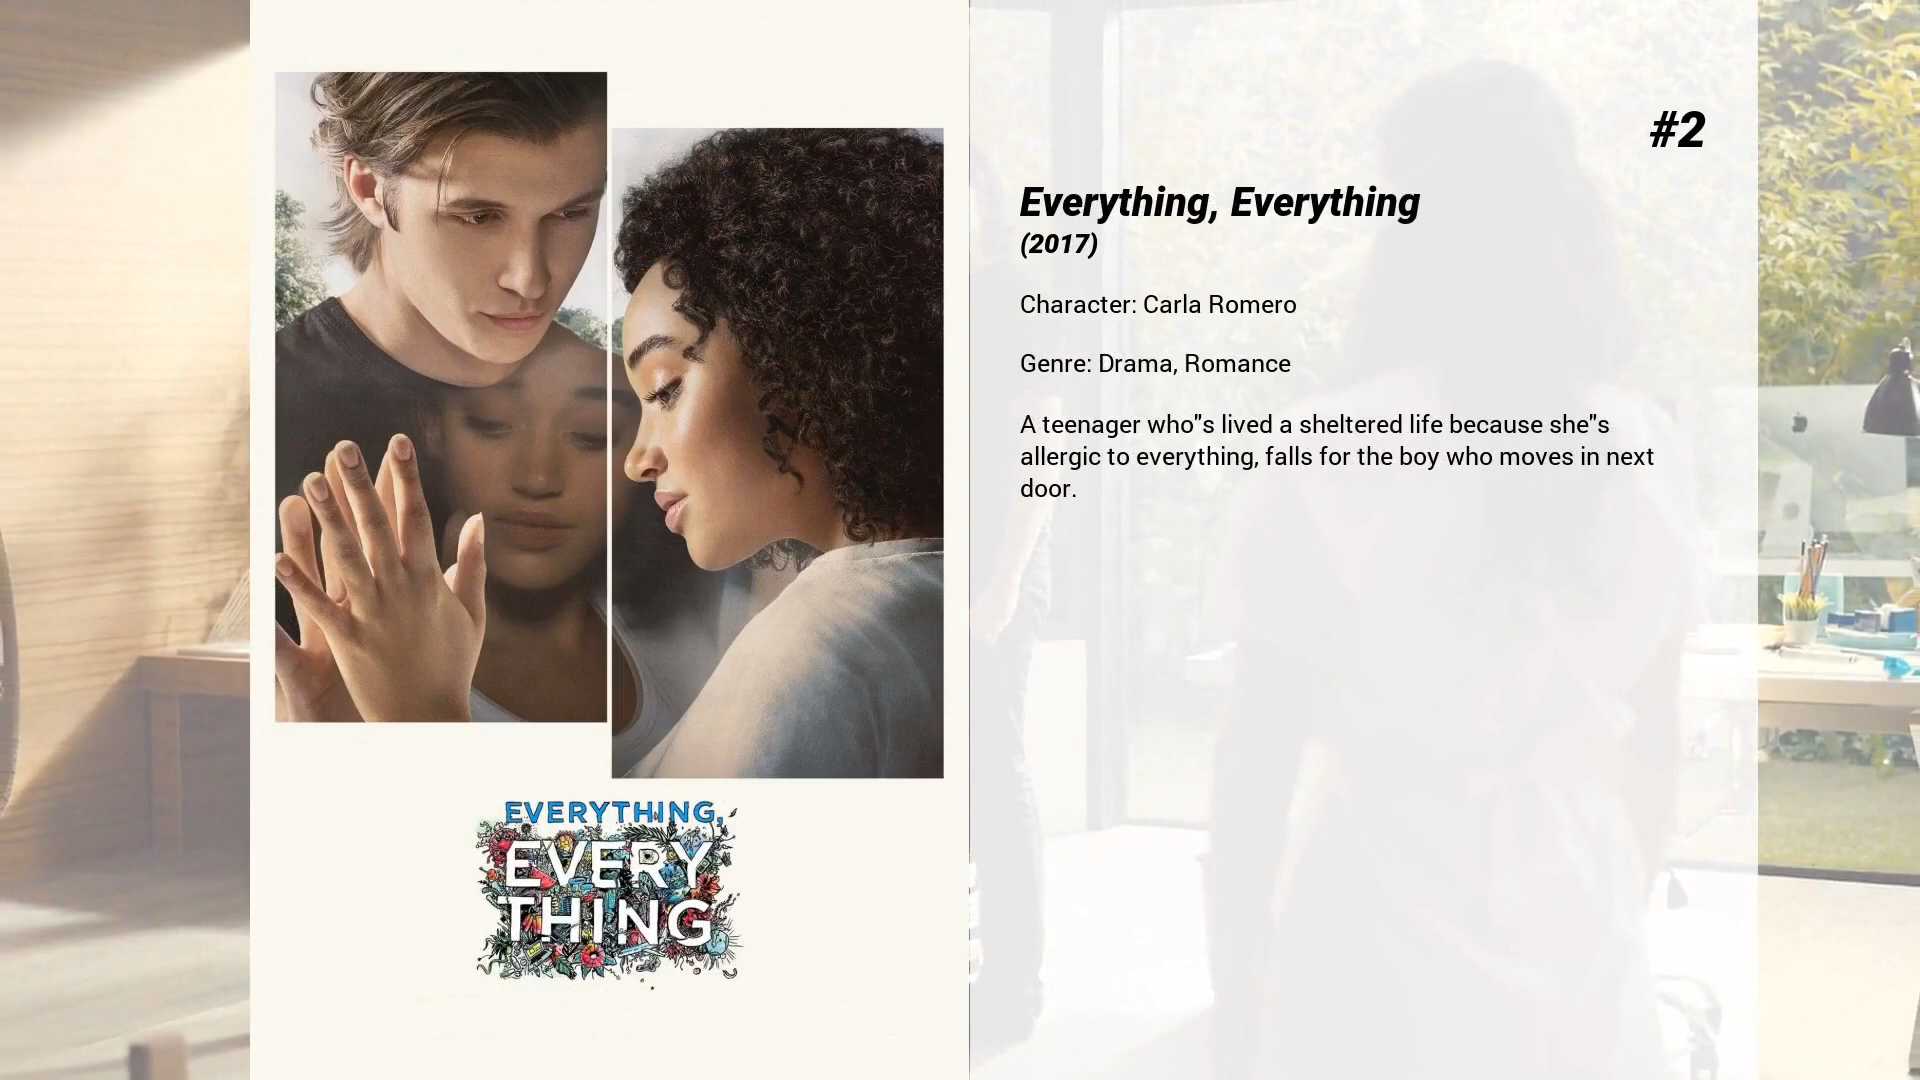 #2
Everything, Everything
(2017)
Character: Carla Romero
Genre: Drama, Romance
A teenager who"s lived a sheltered life because she"s
allergic to everything, falls for the boy who moves in next
door.
EVERYTHING,
EVERY
THING